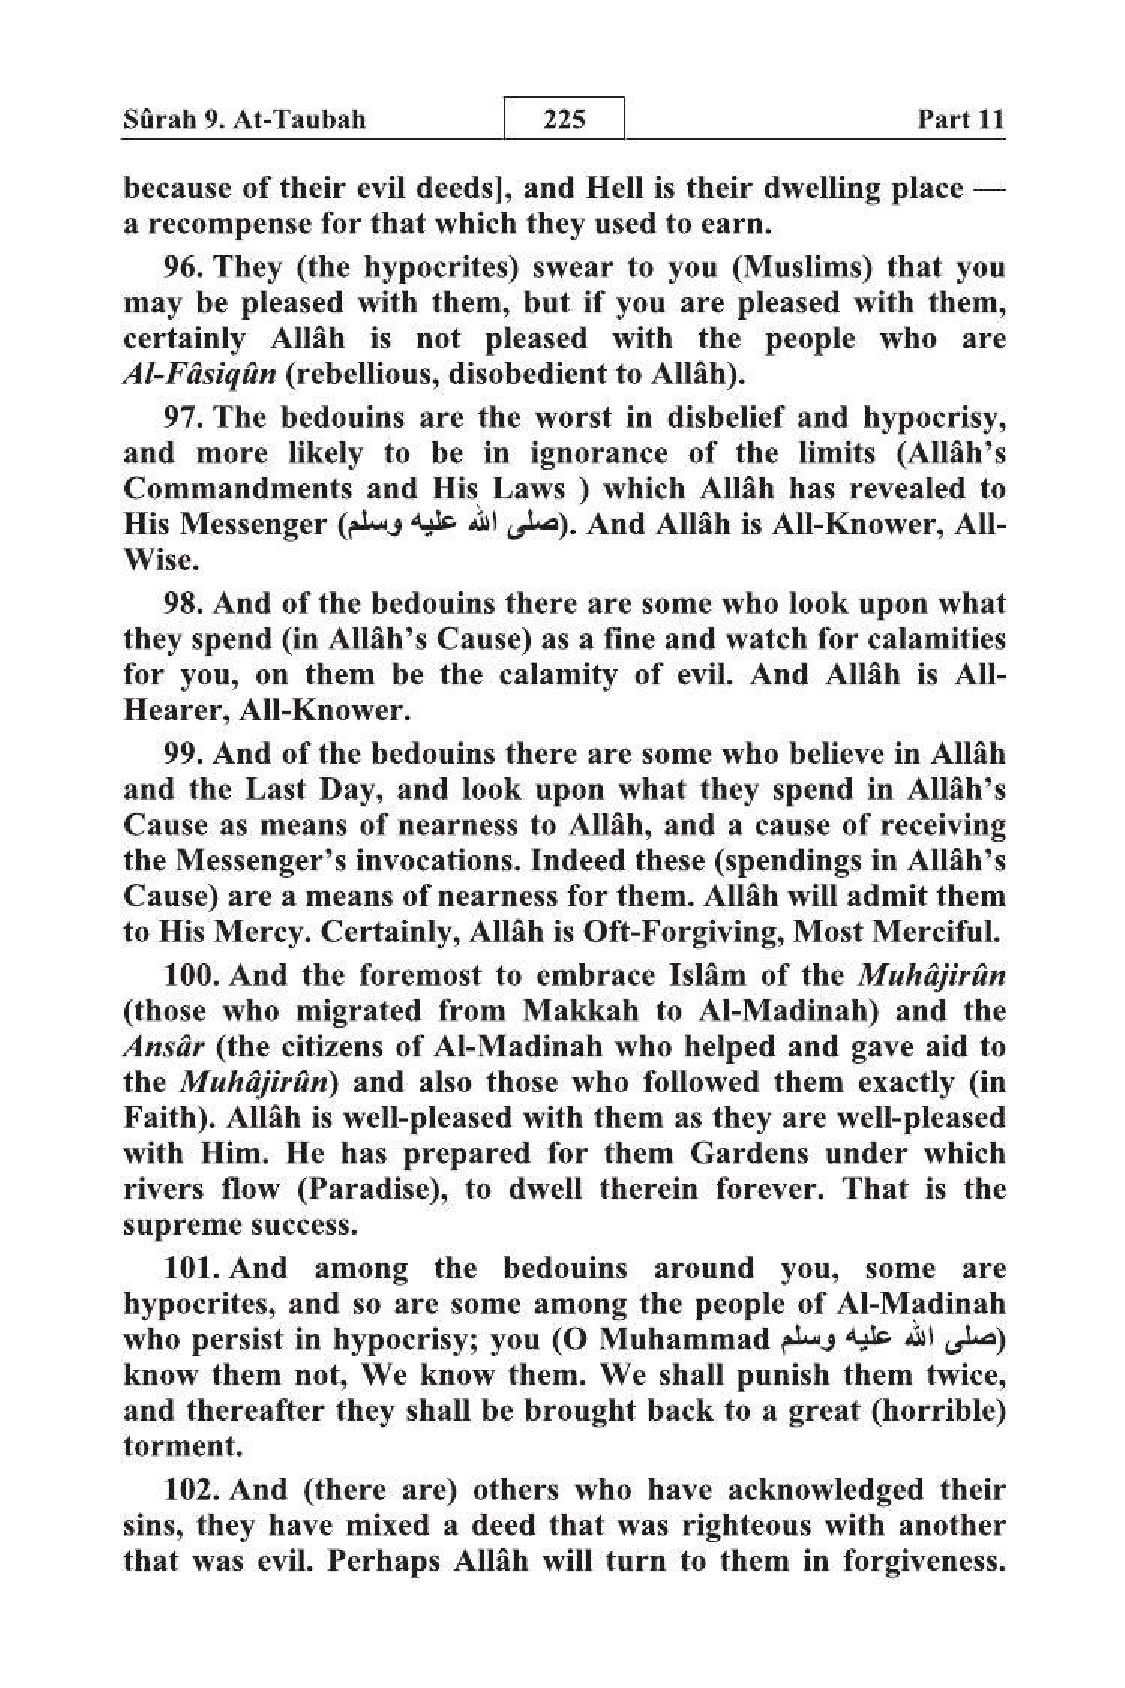 Sûrah 9. At-Taubah 225 Part 11
because of their evil deeds], and Hell is their dwelling place —
a recompense for that which they used to earn.
96. They (the hypocrites) swear to you (Muslims) that you
may be pleased with them, but if you are pleased with them,
certainly Allâh is not pleased with the people who are
Al-Fâsiqûn (rebellious, disobedient to Allâh).
97. The bedouins are the worst in disbelief and hypocrisy,
and more likely to be in ignorance of the limits (Allâh’s
Commandments and His Laws ) which Allâh has revealed to
His Messenger (صلى الله عليه وسلم). And Allâh is All-Knower, All-
Wise.
98. And of the bedouins there are some who look upon what
they spend (in Allâh’s Cause) as a fine and watch for calamities
for you, on them be the calamity of evil. And Allâh is All-
Hearer, All-Knower.
99. And of the bedouins there are some who believe in Allâh
and the Last Day, and look upon what they spend in Allâh’s
Cause as means of nearness to Allâh, and a cause of receiving
the Messenger’s invocations. Indeed these (spendings in Allâh’s
Cause) are a means of nearness for them. Allâh will admit them
to His Mercy. Certainly, Allâh is Oft-Forgiving, Most Merciful.
100. And the foremost to embrace Islâm of the Muhâjirûn
(those who migrated from Makkah to Al-Madinah) and the
Ansâr (the citizens of Al-Madinah who helped and gave aid to
the Muhâjirûn) and also those who followed them exactly (in
Faith). Allâh is well-pleased with them as they are well-pleased
with Him. He has prepared for them Gardens under which
rivers flow (Paradise), to dwell therein forever. That is the
supreme success.
101. And among the bedouins around you, some are
hypocrites, and so are some among the people of Al-Madinah
who persist in hypocrisy; you (O Muhammad صلى الله عليه وسلم)
know them not, We know them. We shall punish them twice,
and thereafter they shall be brought back to a great (horrible)
torment.
102. And (there are) others who have acknowledged their
sins, they have mixed a deed that was righteous with another
that was evil. Perhaps Allâh will turn to them in forgiveness.